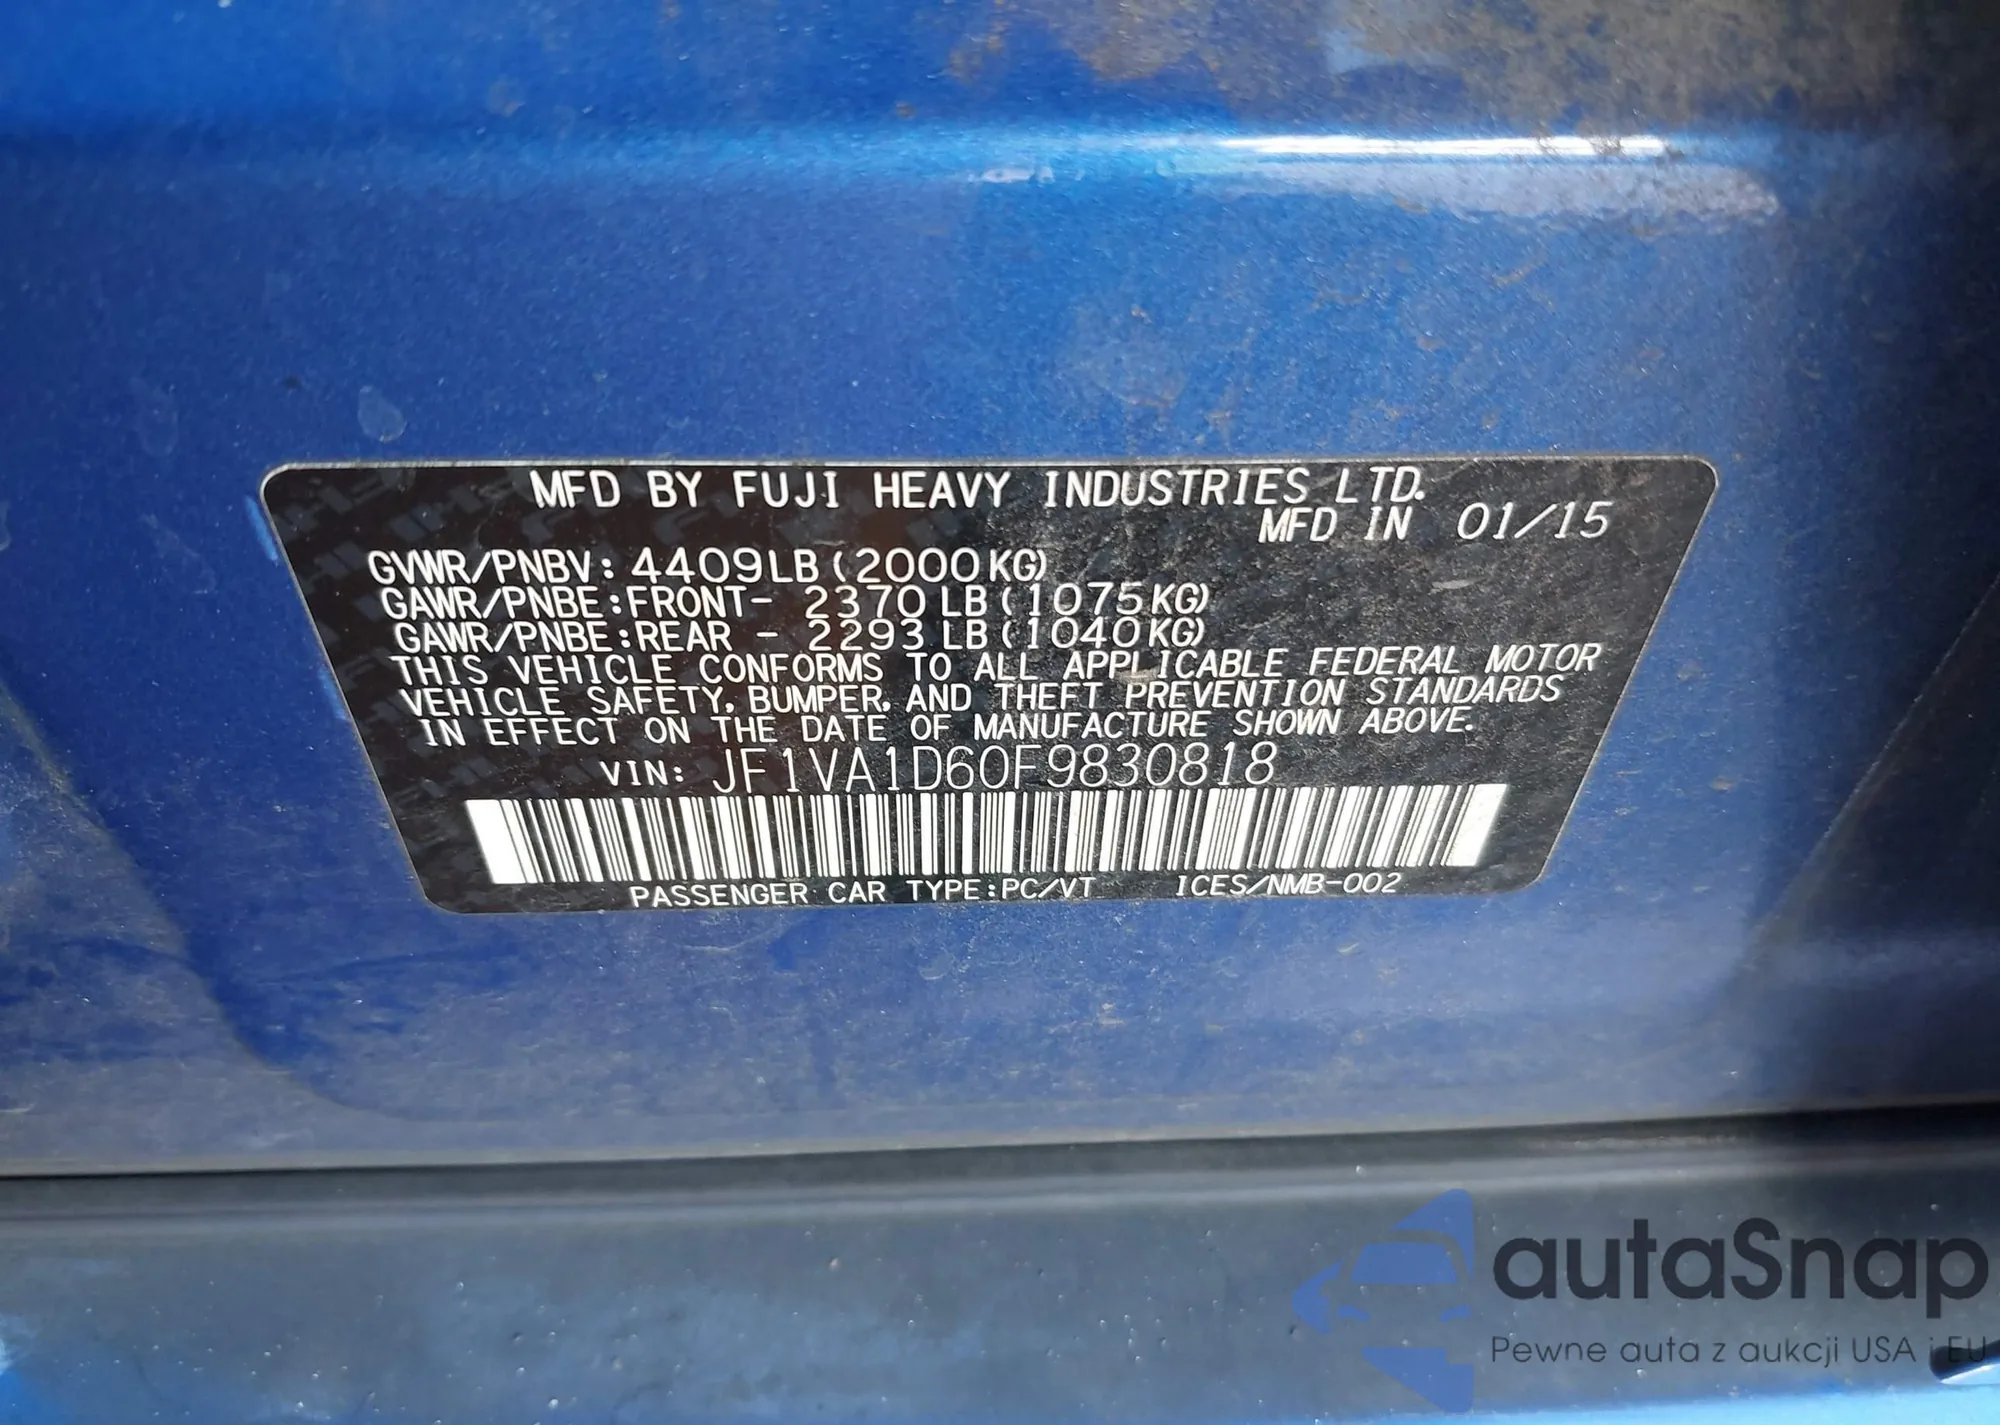 MFD BY FUJI HEAVY INDUSTRIES LTD.
MFD IN 01/15
GVWR/PNBV: 4409LB (2000KG)
GAWR/PNBE:FRONT- 2370 LB (1075KG)
GAWR/PNBE:REAR - 2293 LB (1040KG)
THIS VEHICLE CONFORMS TO ALL APPLICABLE FEDERAL MOTOR
VEHICLE SAFETY, BUMPER, AND THEFT PREVENTION STANDARDS
IN EFFECT ON THE DATE OF MANUFACTURE SHOWN ABOVE.
VIN: JF1VA1D60F9830818
PASSENGER CAR TYPE:PC/VT ICES/NMB-002
autaSnap
Pewne auta z aukcji USA i EU